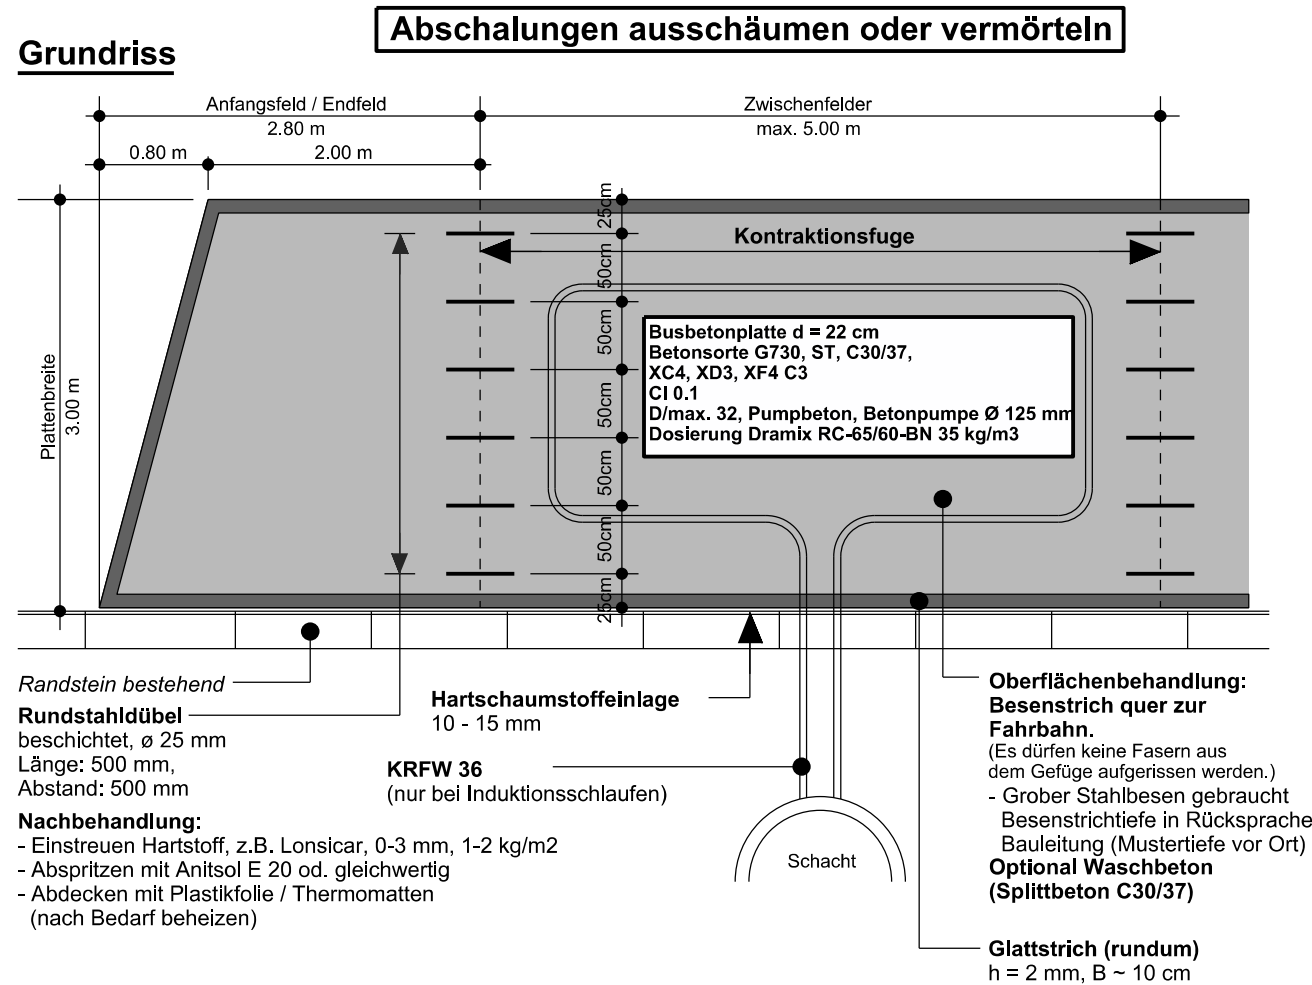 Abschalungen ausschäumen oder vermörteln
Grundriss
Anfangsfeld / Endfeld
2.80 m
Zwischenfelder
max. 5.00 m
0.80 m
2.00 m
Plattenbreite
3.00 m
25cm
50cm
50cm
50cm
50cm
50cm
25cm
Kontraktionsfuge
Busbetonplatte d = 22 cm
Betonsorte G730, ST, C30/37,
XC4, XD3, XF4 C3
Cl 0.1
D/max. 32, Pumpbeton, Betonpumpe Ø 125 mm
Dosierung Dramix RC-65/60-BN 35 kg/m3
Randstein bestehend
Rundstahldübel
beschichtet, ø 25 mm
Länge: 500 mm,
Abstand: 500 mm
Hartschaumstoffeinlage
10 - 15 mm
KRFW 36
(nur bei Induktionsschlaufen)
Nachbehandlung:
- Einstreuen Hartstoff, z.B. Lonsicar, 0-3 mm, 1-2 kg/m2
- Abspritzen mit Anitsol E 20 od. gleichwertig
- Abdecken mit Plastikfolie / Thermomatten
(nach Bedarf beheizen)
Schacht
Oberflächenbehandlung:
Besenstrich quer zur
Fahrbahn.
(Es dürfen keine Fasern aus
dem Gefüge aufgerissen werden.)
- Grober Stahlbesen gebraucht
Besenstrichtiefe in Rücksprache
Bauleitung (Mustertiefe vor Ort)
Optional Waschbeton
(Splittbeton C30/37)
Glattstrich (rundum)
h = 2 mm, B ~ 10 cm